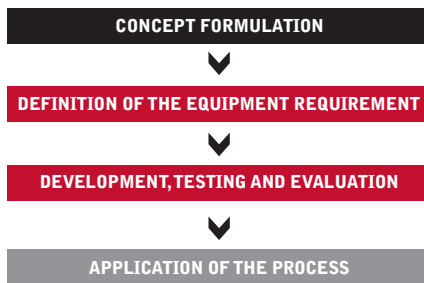 CONCEPT FORMULATION
DEFINITION OF THE EQUIPMENT REQUIREMENT
DEVELOPMENT, TESTING AND EVALUATION
APPLICATION OF THE PROCESS